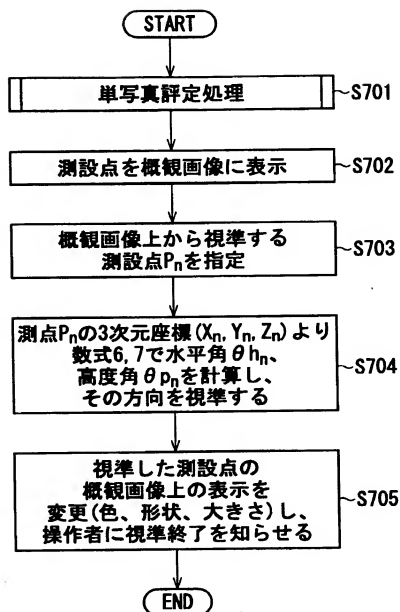 START
単写真評定処理
~S701
測設点を概観画像に表示
~S702
概観画像上から視準する
測設点Pnを指定
~S703
測点Pnの3次元座標(Xn, Yn, Zn)より
数式6, 7で水平角θhn、
高度角θpnを計算し、
その方向を視準する
~S704
視準した測設点の
概観画像上の表示を
変更(色、形状、大きさ)し、
操作者に視準終了を知らせる
~S705
END